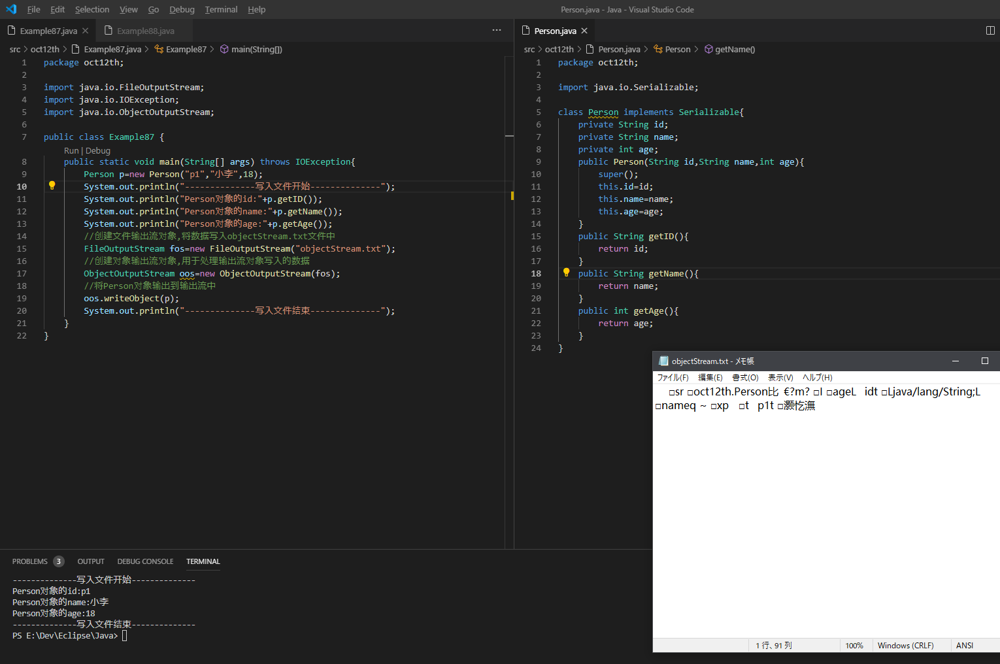 File Edit Selection View Go Debug Terminal Help
Person.java - Java - Visual Studio Code
Example87.java
Example88.java
src > oct12th > Example87.java > Example87 > main(String[])
1 package oct12th;
2
3 import java.io.FileOutputStream;
4 import java.io.IOException;
5 import java.io.ObjectOutputStream;
6
7 public class Example87 {
Run | Debug
8 public static void main(String[] args) throws IOException{
9 Person p=new Person("p1","小李",18);
10 System.out.println("--------------写入文件开始--------------");
11 System.out.println("Person对象的id:"+p.getID());
12 System.out.println("Person对象的name:"+p.getName());
13 System.out.println("Person对象的age:"+p.getAge());
14 //创建文件输出流对象,将数据写入objectStream.txt文件中
15 FileOutputStream fos=new FileOutputStream("objectStream.txt");
16 //创建对象输出流对象,用于处理输出流对象写入的数据
17 ObjectOutputStream oos=new ObjectOutputStream(fos);
18 //将Person对象输出到输出流中
19 oos.writeObject(p);
20 System.out.println("--------------写入文件结束--------------");
21 }
22 }
Person.java
src > oct12th > Person.java > Person > getName()
1 package oct12th;
2
3 import java.io.Serializable;
4
5 class Person implements Serializable{
6 private String id;
7 private String name;
8 private int age;
9 public Person(String id,String name,int age){
10 super();
11 this.id=id;
12 this.name=name;
13 this.age=age;
14 }
15 public String getID(){
16 return id;
17 }
18 public String getName(){
19 return name;
20 }
21 public int getAge(){
22 return age;
23 }
24 }
objectStream.txt - メモ帳
ファイル(F) 編集(E) 書式(O) 表示(V) ヘルプ(H)
□sr □oct12th.Person比 €?m? □I □ageL idt □Ljava/lang/String;L
□nameq ~ □xp □t p1t □灏忔潕
1 行、91 列 100% Windows (CRLF) ANSI
PROBLEMS 3 OUTPUT DEBUG CONSOLE TERMINAL
--------------写入文件开始--------------
Person对象的id:p1
Person对象的name:小李
Person对象的age:18
--------------写入文件结束--------------
PS E:\Dev\Eclipse\Java>